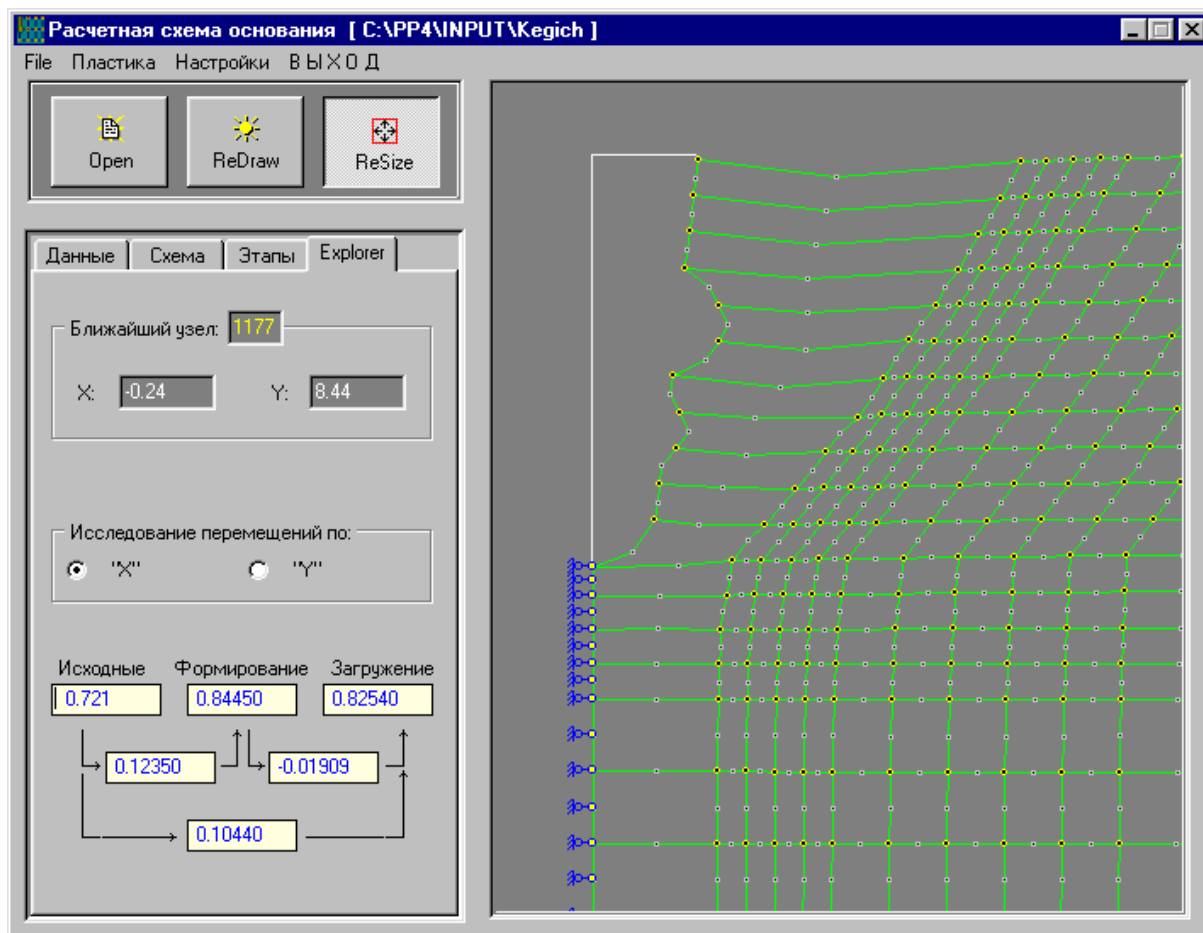 Расчетная схема основания [ C:\PP4\INPUT\Kegich ]
File Пластика Настройки В Ы Х О Д
Open ReDraw ReSize
Данные Схема Этапы Explorer
Ближайший узел: 1177
X: -0.24 Y: 8.44
Исследование перемещений по:
"X" "Y"
Исходные Формирование Загружение
0.721 0.84450 0.82540
0.12350 -0.01909
0.10440